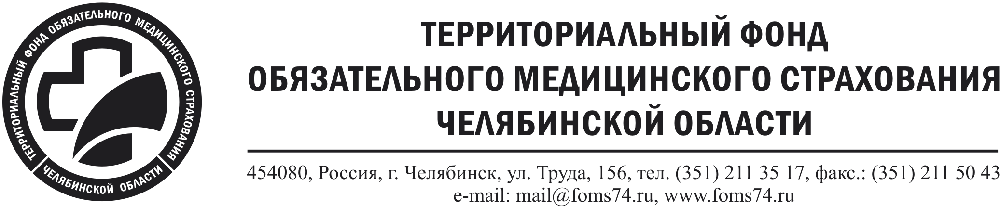 ТЕРРИТОРИАЛЬНЫЙ ФОНД ОБЯЗАТЕЛЬНОГО МЕДИЦИНСКОГО СТРАХОВАНИЯ
ЧЕЛЯБИНСКОЙ ОБЛАСТИ
ТЕРРИТОРИАЛЬНЫЙ ФОНД
ОБЯЗАТЕЛЬНОГО МЕДИЦИНСКОГО СТРАХОВАНИЯ
ЧЕЛЯБИНСКОЙ ОБЛАСТИ
454080, Россия, г. Челябинск, ул. Труда, 156, тел. (351) 211 35 17, факс.: (351) 211 50 43
e-mail: mail@foms74.ru, www.foms74.ru